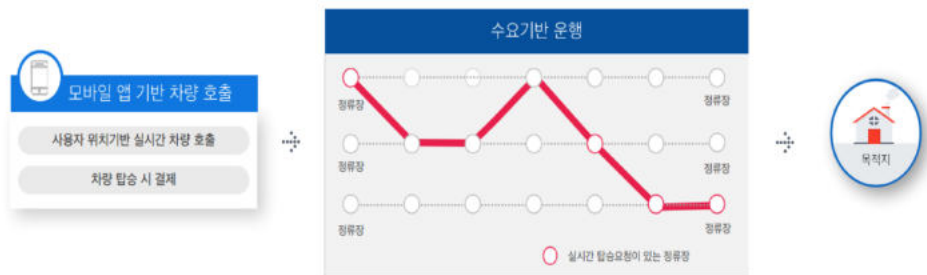 모바일 앱 기반 차량 호출
사용자 위치기반 실시간 차량 호출
차량 탑승 시 결제
수요기반 운행
정류장
정류장
정류장
정류장
정류장
정류장
실시간 탑승요청이 있는 정류장
목적지